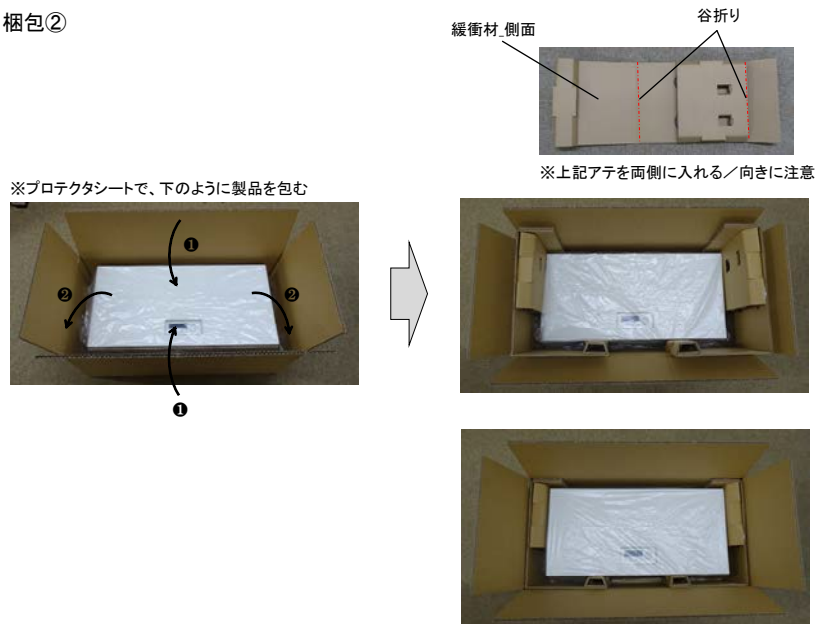 梱包②
緩衝材_側面
谷折り
※上記アテを両側に入れる／向きに注意
※プロテクタシートで、下のように製品を包む
❶
❷
❷
❶